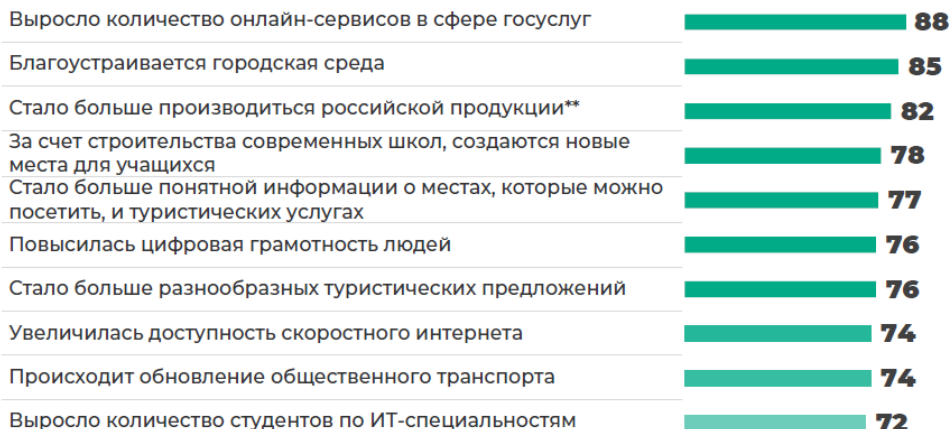 Выросло количество онлайн-сервисов в сфере госуслуг 88
Благоустраивается городская среда 85
Стало больше производиться российской продукции** 82
За счет строительства современных школ, создаются новые
места для учащихся 78
Стало больше понятной информации о местах, которые можно
посетить, и туристических услугах 77
Повысилась цифровая грамотность людей 76
Стало больше разнообразных туристических предложений 76
Увеличилась доступность скоростного интернета 74
Происходит обновление общественного транспорта 74
Выросло количество студентов по ИТ-специальностям 72